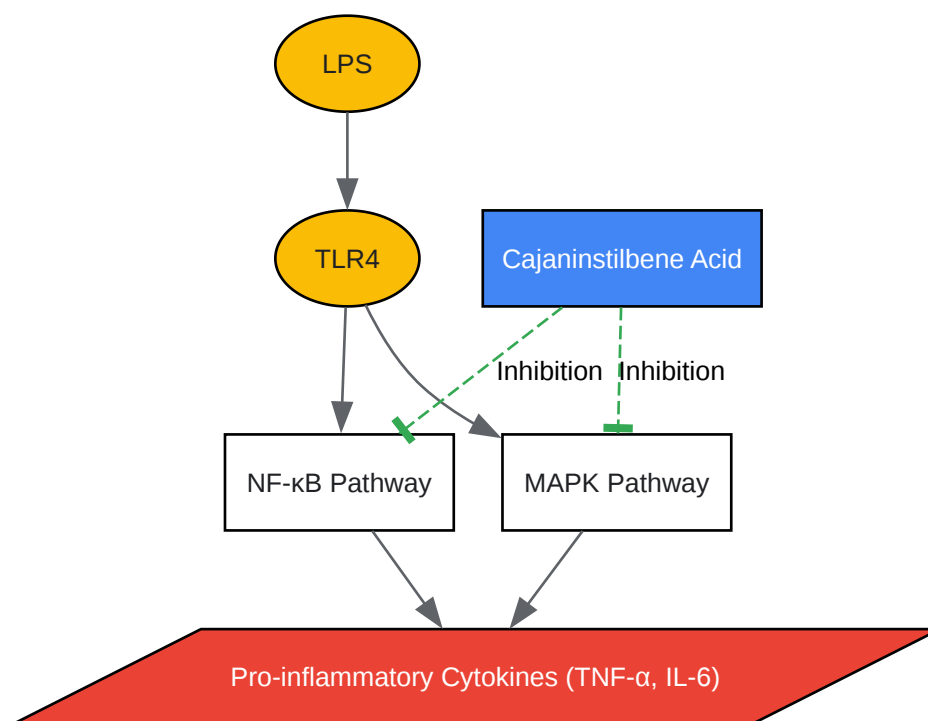 LPS
TLR4
Cajaninstilbene Acid
Inhibition
Inhibition
NF-κB Pathway
MAPK Pathway
Pro-inflammatory Cytokines (TNF-α, IL-6)